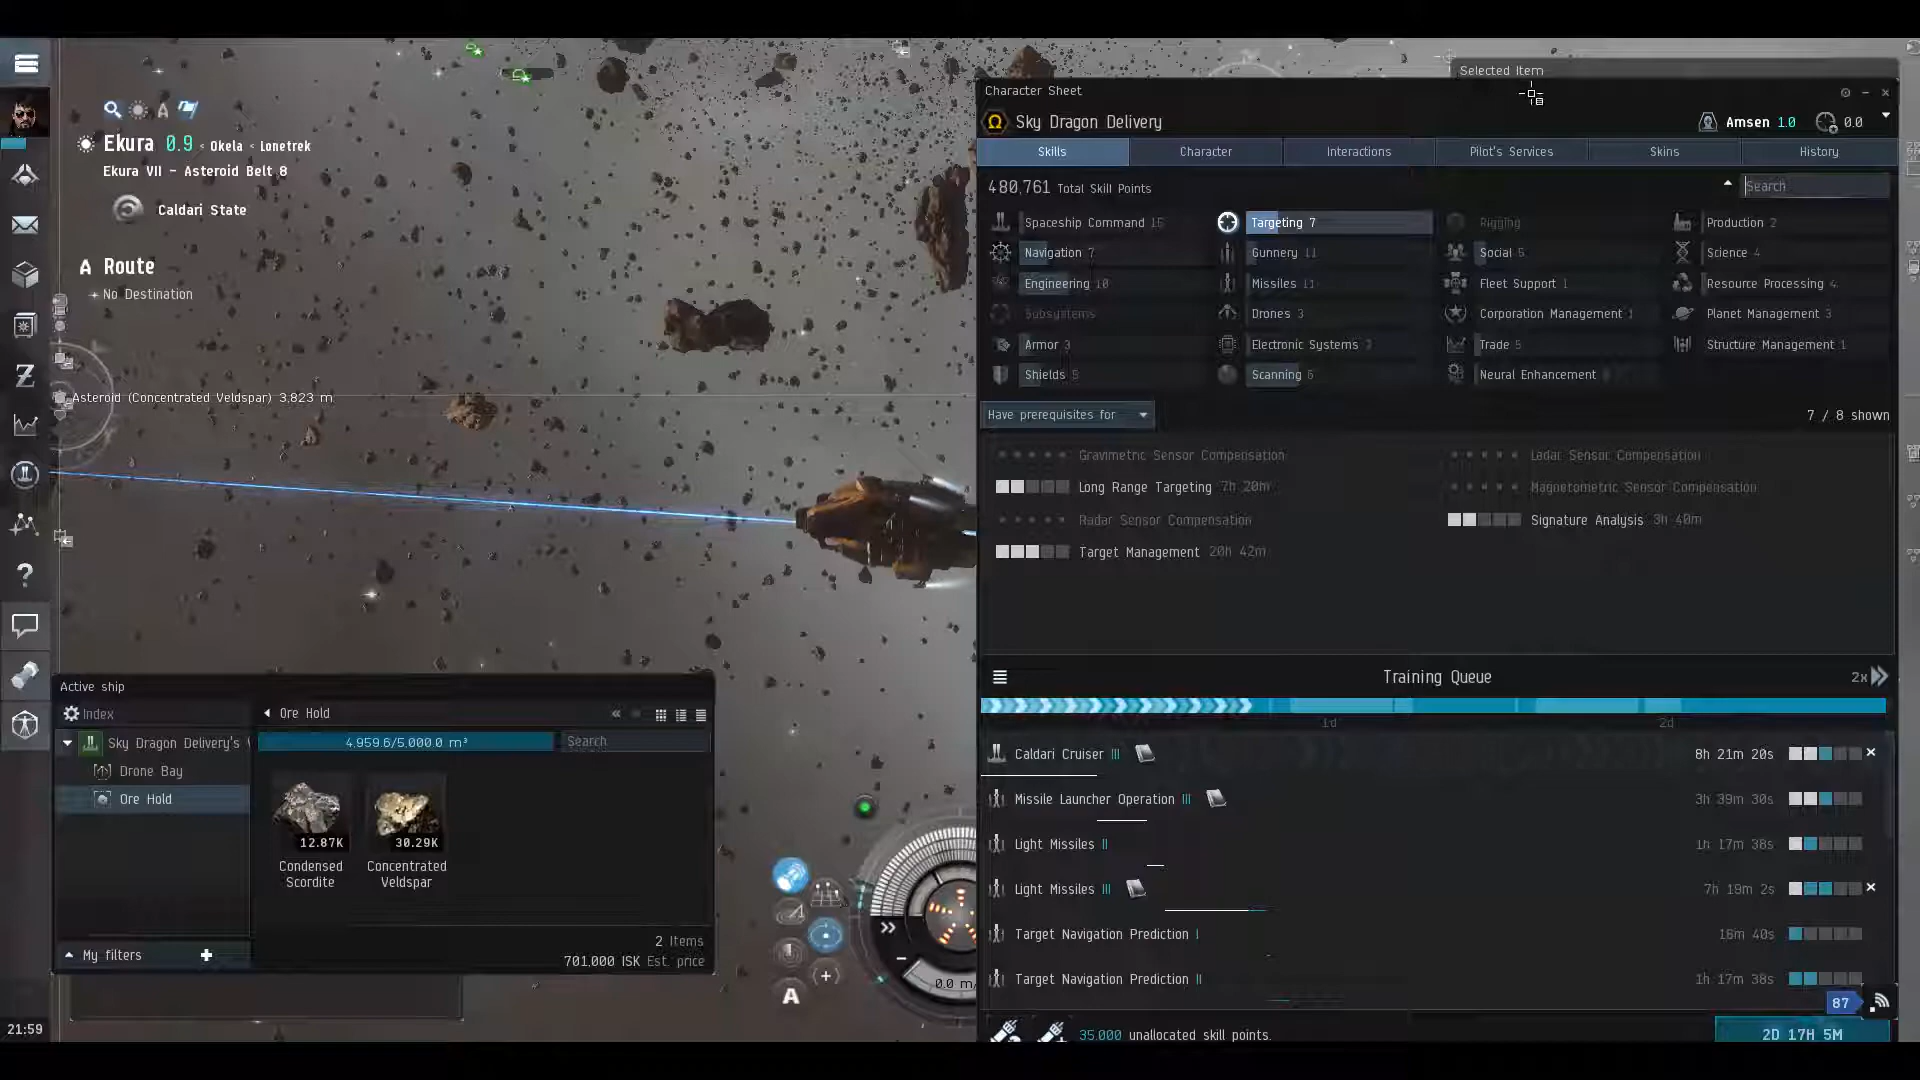 Selected Item
Character Sheet
Sky Dragon Delivery
Amsen 1.0
0.0
Skills
Character
Interactions
Pilot's Services
Skins
History
480,761 Total Skill Points
Search
Spaceship Command 15
Targeting 7
Rigging
Production 2
Navigation 7
Gunnery 11
Social 5
Science 4
Engineering 10
Missiles 11
Fleet Support 1
Resource Processing 4
Subsystems
Drones 3
Corporation Management 1
Planet Management 3
Armor 3
Electronic Systems
Trade 5
Structure Management 1
Shields 5
Scanning
Neural Enhancement
Have prerequisites for
7 / 8 shown
Gravimetric Sensor Compensation
Ladar Sensor Compensation
Long Range Targeting 7h 20m
Magnetometric Sensor Compensation
Radar Sensor Compensation
Signature Analysis 3h 40m
Target Management 20h 42m
Training Queue
2x
1d
2d
Caldari Cruiser III
8h 21m 20s
Missile Launcher Operation III
3h 39m 30s
Light Missiles II
1h 17m 38s
Light Missiles III
7h 19m 2s
Target Navigation Prediction I
16m 40s
Target Navigation Prediction II
1h 17m 38s
87
35,000 unallocated skill points.
2D 17H 5M
A
Ekura 0.9 < Okela < Lonetrek
Ekura VII - Asteroid Belt 8
Caldari State
A Route
No Destination
Asteroid (Concentrated Veldspar) 3,823 m
Active ship
Index
Ore Hold
Sky Dragon Delivery's
4,959.6/5,000.0 m³
Search
Drone Bay
Ore Hold
12.87K
30.29K
Condensed
Scordite
Concentrated
Veldspar
My filters
2 Items
701,000 ISK Est. price
A
21:59